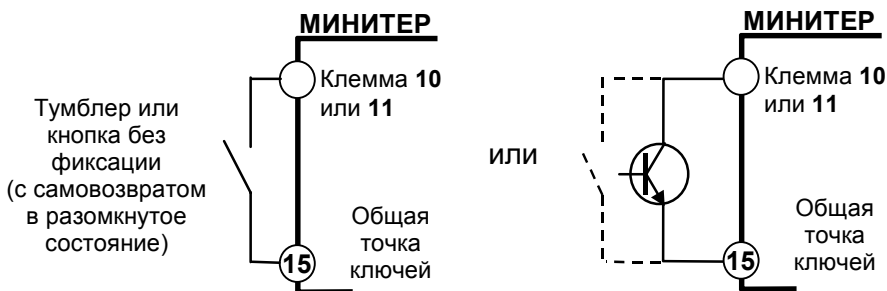 МИНИТЕР
Клемма 10
или 11
Тумблер или
кнопка без
фиксации
(с самовозвратом
в разомкнутое
состояние)
Общая
точка
ключей
15
или
МИНИТЕР
Клемма 10
или 11
Общая
точка
ключей
15